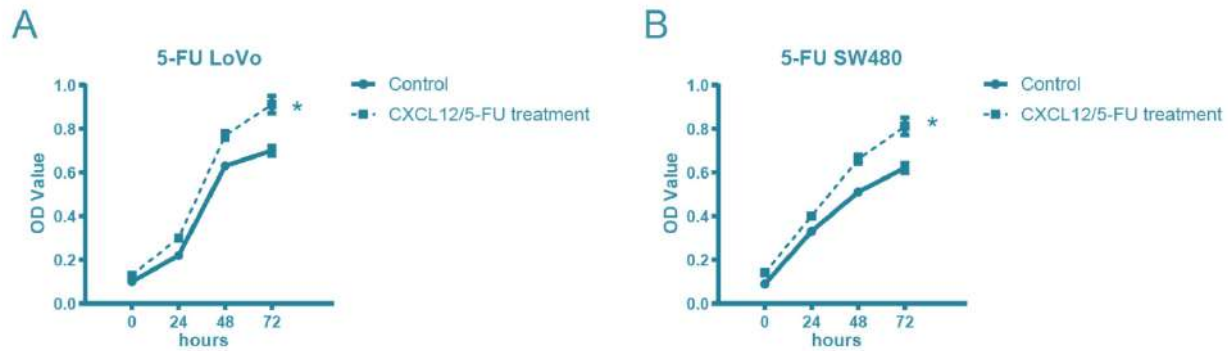 A
5-FU LoVo
Control
CXCL12/5-FU treatment
OD Value
1.0
0.8
0.6
0.4
0.2
0.0
*
0 24 48 72
hours
B
5-FU SW480
Control
CXCL12/5-FU treatment
OD Value
1.0
0.8
0.6
0.4
0.2
0.0
*
0 24 48 72
hours